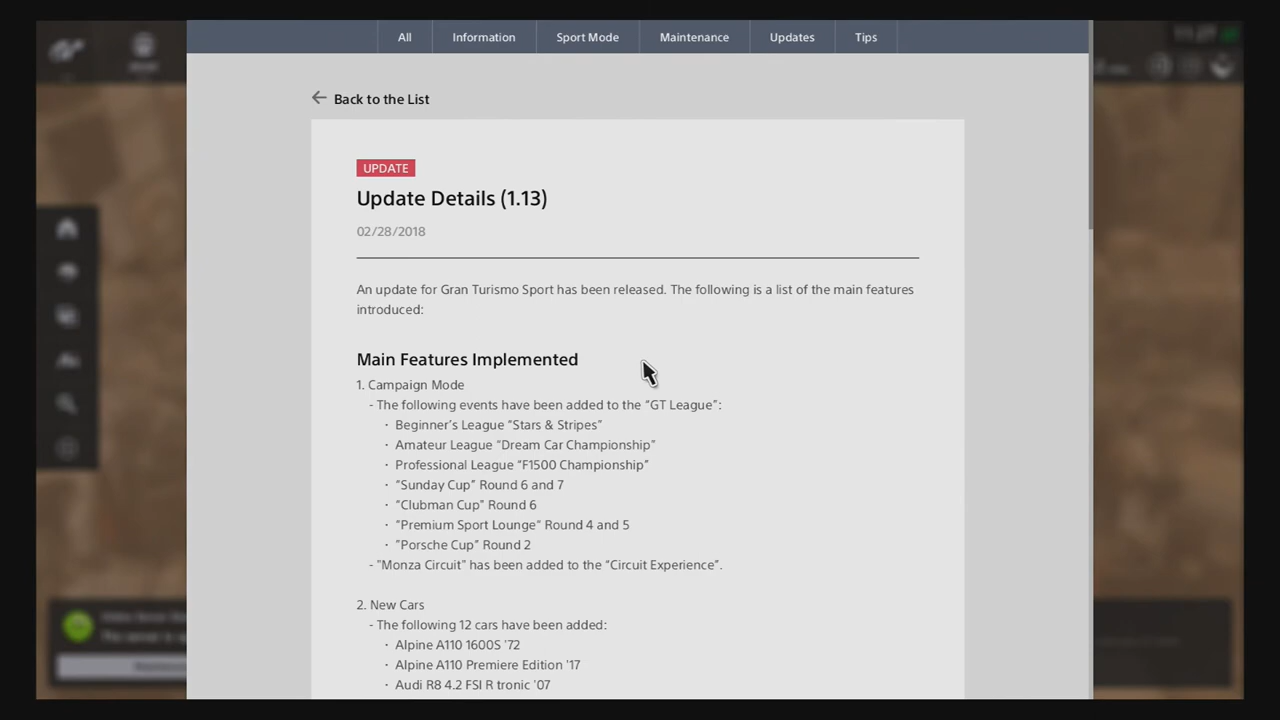 All
Information
Sport Mode
Maintenance
Updates
Tips
Back to the List
UPDATE
Update Details (1.13)
02/28/2018
An update for Gran Turismo Sport has been released. The following is a list of the main features
introduced:
Main Features Implemented
1. Campaign Mode
- The following events have been added to the “GT League”:
· Beginner's League “Stars & Stripes”
· Amateur League “Dream Car Championship”
· Professional League “F1500 Championship”
· “Sunday Cup” Round 6 and 7
· “Clubman Cup” Round 6
· “Premium Sport Lounge” Round 4 and 5
· “Porsche Cup” Round 2
- "Monza Circuit" has been added to the “Circuit Experience”.
2. New Cars
- The following 12 cars have been added:
· Alpine A110 1600S '72
· Alpine A110 Premiere Edition '17
· Audi R8 4.2 FSI R tronic '07